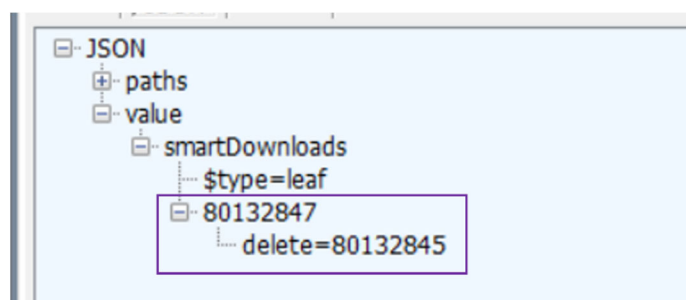 JSON
paths
value
smartDownloads
$type=leaf
80132847
delete=80132845